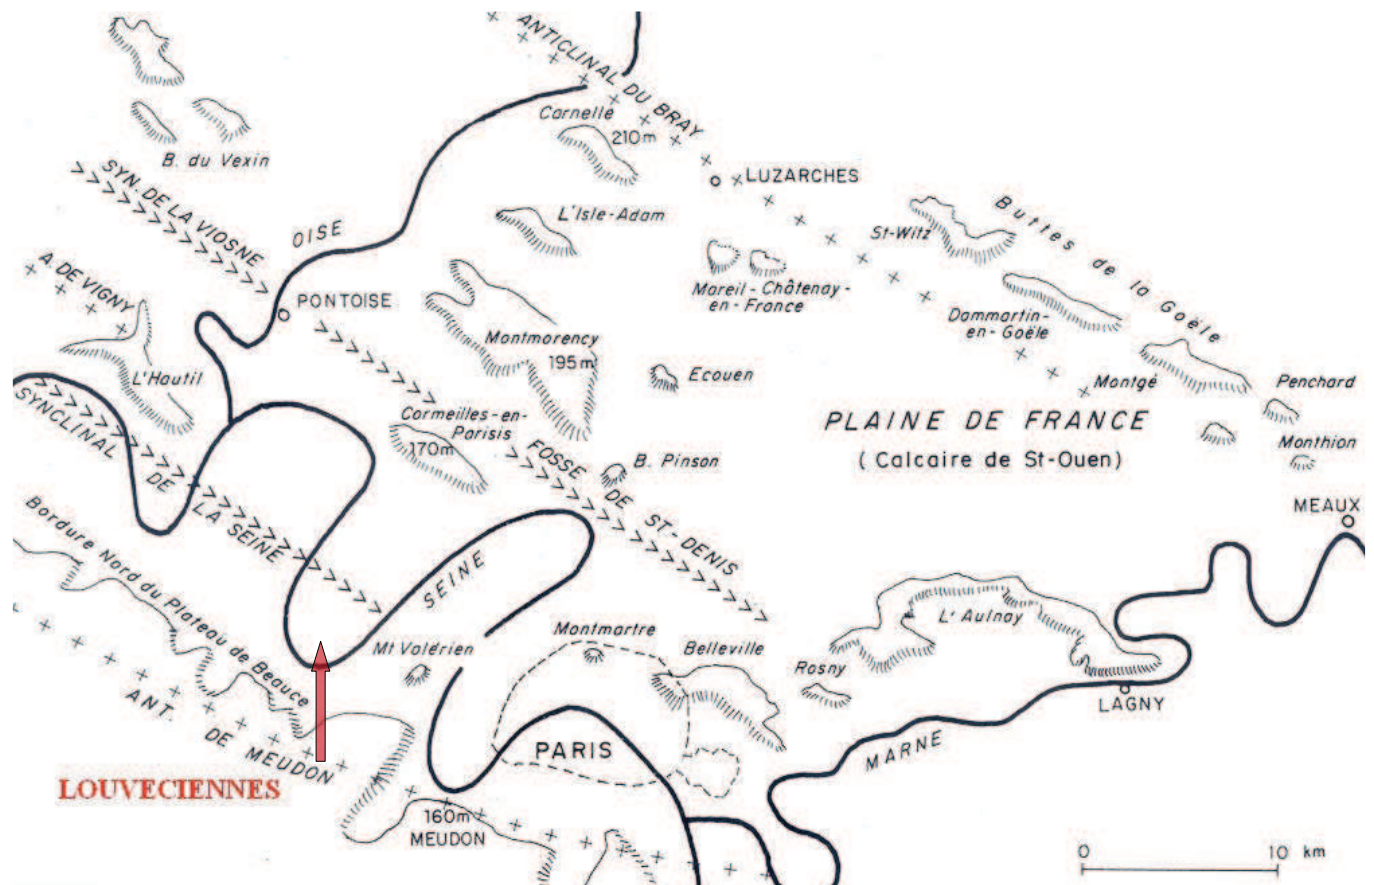 ANTICLINAL DU BRAY
Carnelle
210m
B. du Vexin
SYN. DE LA VIOSNE
OISE
LUZARCHES
L'Isle-Adam
St-Witz
Buttes de la Goële
A. DE VIGNY
PONTOISE
Mareil-Châtenay-
en-France
Dammartin-
en-Goële
Montmorency
195m
L'Hautil
Ecouen
Montgé
Penchard
SYNCLINAL DE LA SEINE
Cormeilles-en-
Parisis
170m
PLAINE DE FRANCE
(Calcaire de St-Ouen)
Monthion
B. Pinson
FOSSE DE ST-DENIS
MEAUX
Bordure Nord du Plateau de Beauce
SEINE
Mt Valérien
Montmartre
Belleville
L'Aulnay
Rosny
LAGNY
ANT. DE MEUDON
PARIS
MARNE
LOUVECIENNES
160m
MEUDON
0 10 km